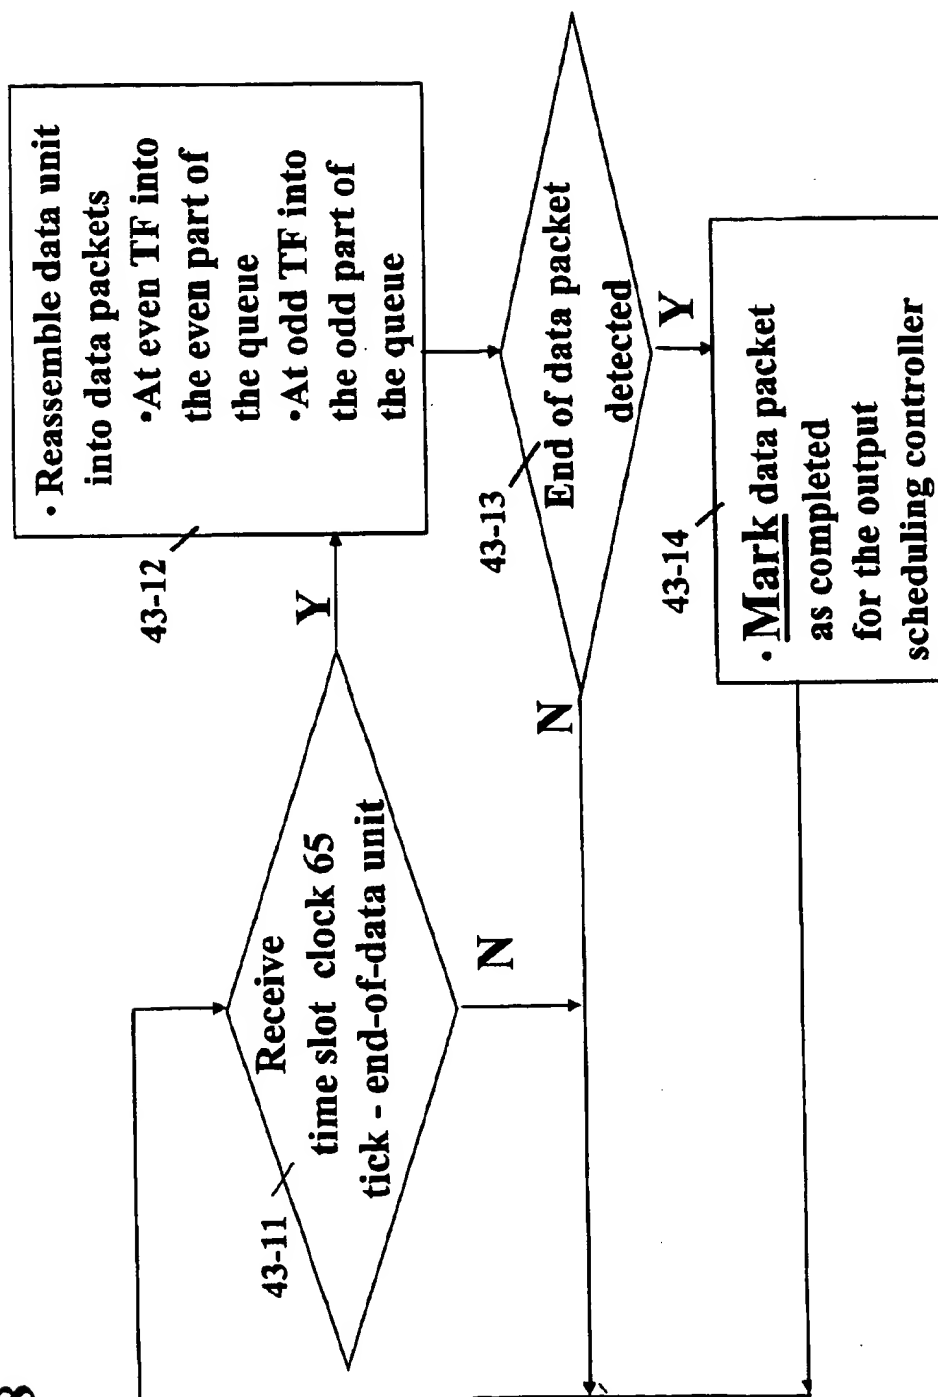 43-11
Receive
time slot clock 65
tick - end-of-data unit
Y
N
43-12
• Reassemble data unit
into data packets
•At even TF into
the even part of
the queue
•At odd TF into
the odd part of
the queue
43-13
End of data packet
detected
N
Y
43-14
• Mark data packet
as completed
for the output
scheduling controller